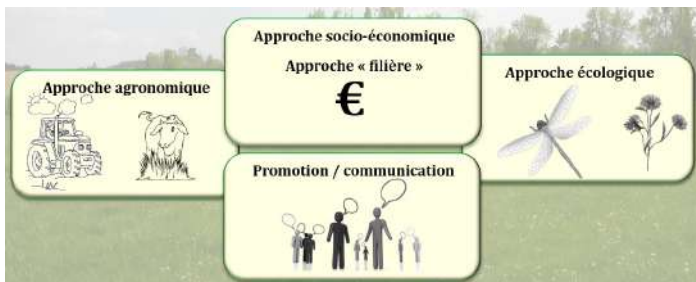 Approche socio-économique
Approche « filière »
€
Approche agronomique
Approche écologique
Promotion / communication